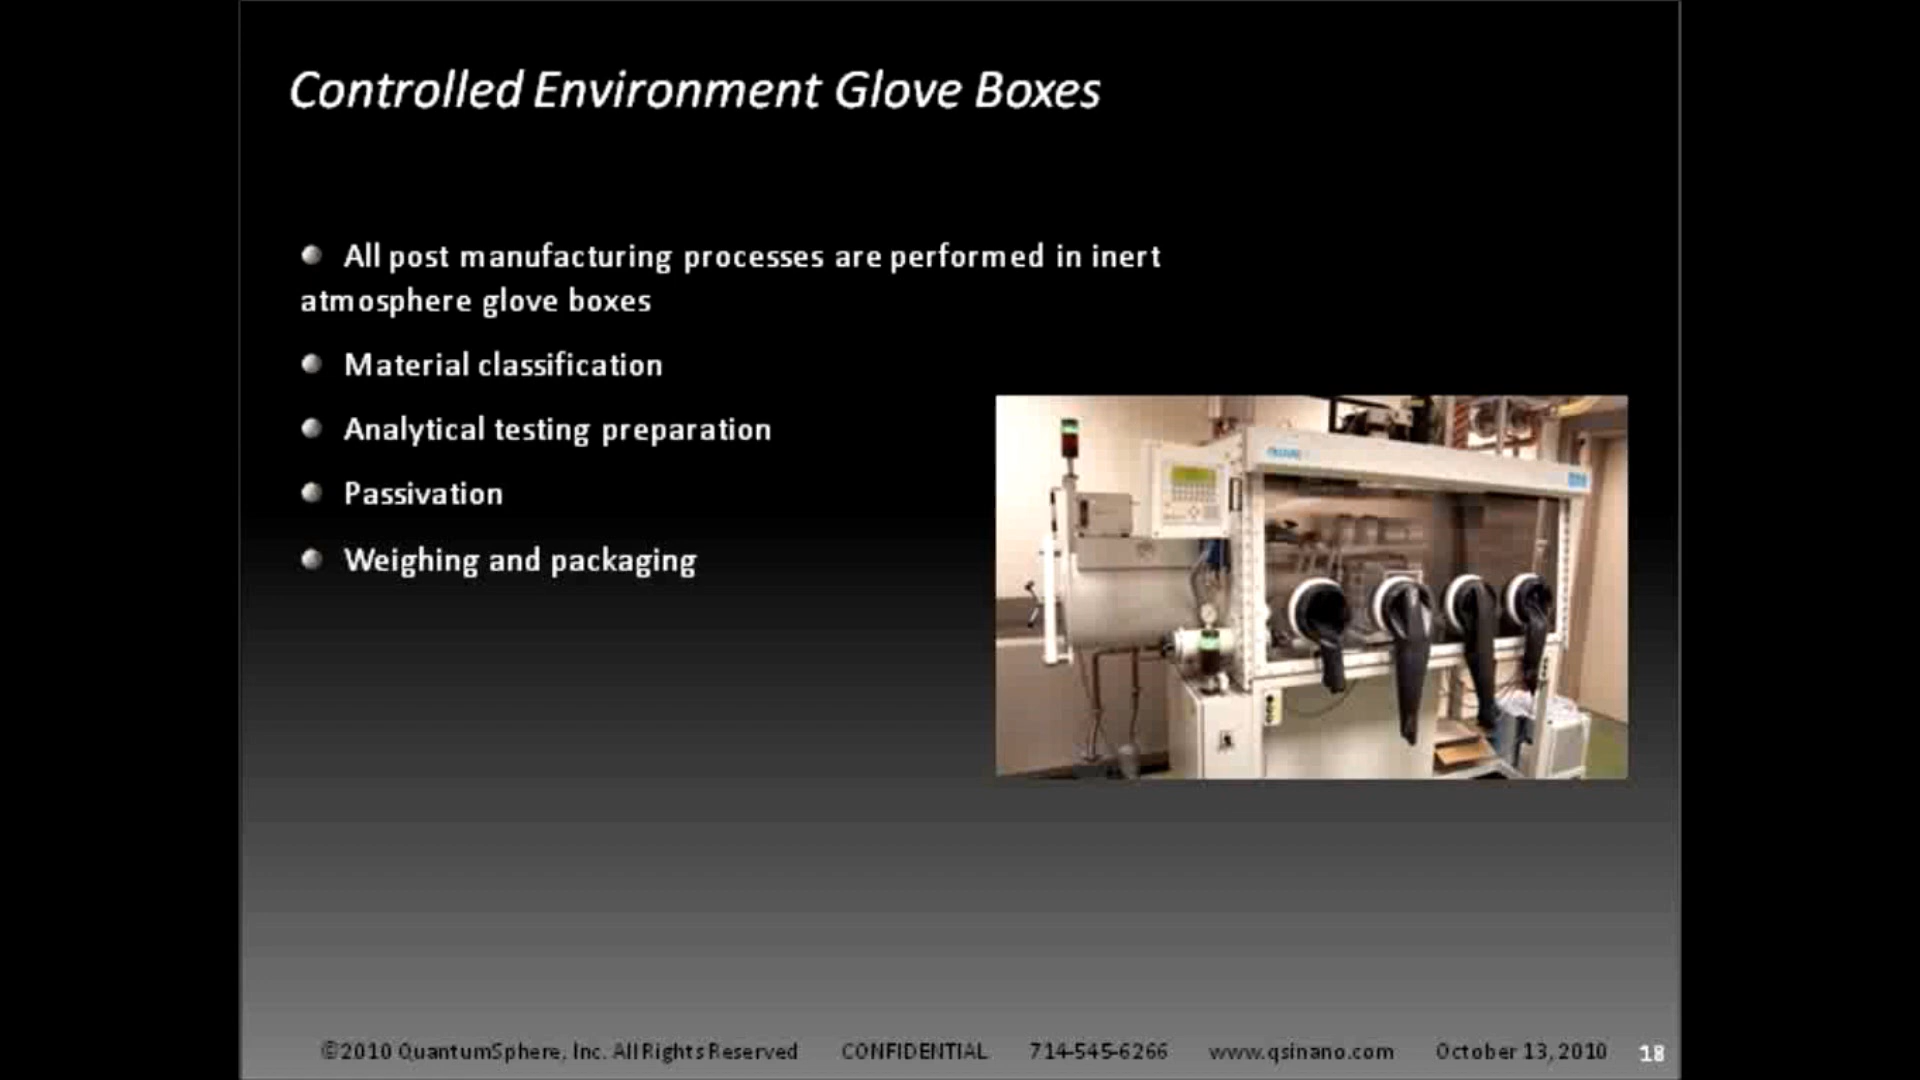 Controlled Environment Glove Boxes
All post manufacturing processes are performed in inert
atmosphere glove boxes
Material classification
Analytical testing preparation
Passivation
Weighing and packaging
©2010 QuantumSphere, Inc. All Rights Reserved CONFIDENTIAL 714-545-6266 www.qsinano.com October 13, 2010 18